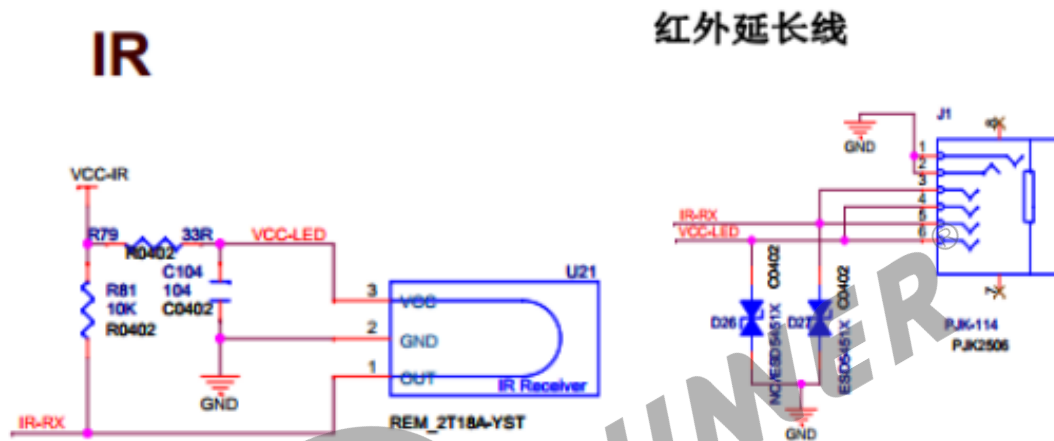 IR
红外延长线
J1
8
GND
1
2
3
4
5
6
IR-RX
VCC-LED
®
7
PJK-114
PJK2506
D26
NC/ESD5451X C0402
D27
ESD5451X C0402
GND
VCC-IR
R79 33R
R0402
VCC-LED
C104
104
C0402
R81
10K
R0402
GND
IR-RX
U21
3 VCC
2 GND
1 OUT
IR Receiver
REM_2T18A-YST